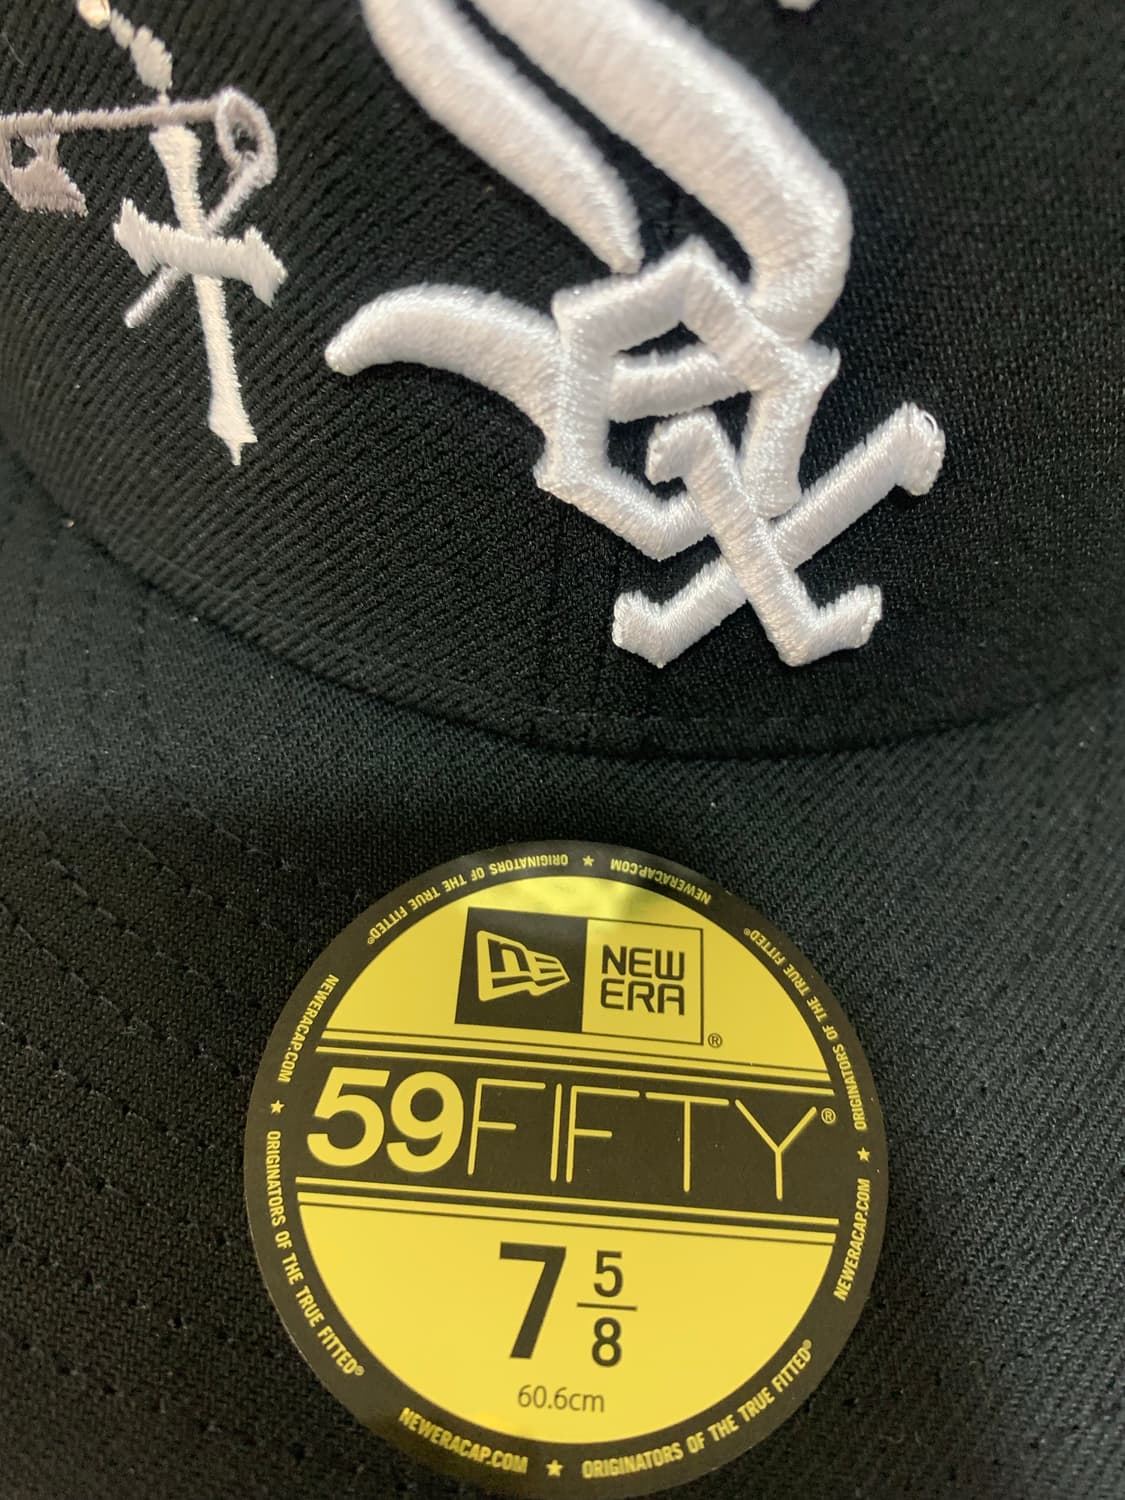 Sox
NEW
ERA
®
59FIFTY®
7 5/8
60.6cm
ORIGINATORS OF THE TRUE FITTED® ★ NEWERACAP.COM
ORIGINATORS OF THE TRUE FITTED® ★ NEWERACAP.COM
ORIGINATORS OF THE TRUE FITTED® ★ NEWERACAP.COM
ORIGINATORS OF THE TRUE FITTED® ★ NEWERACAP.COM